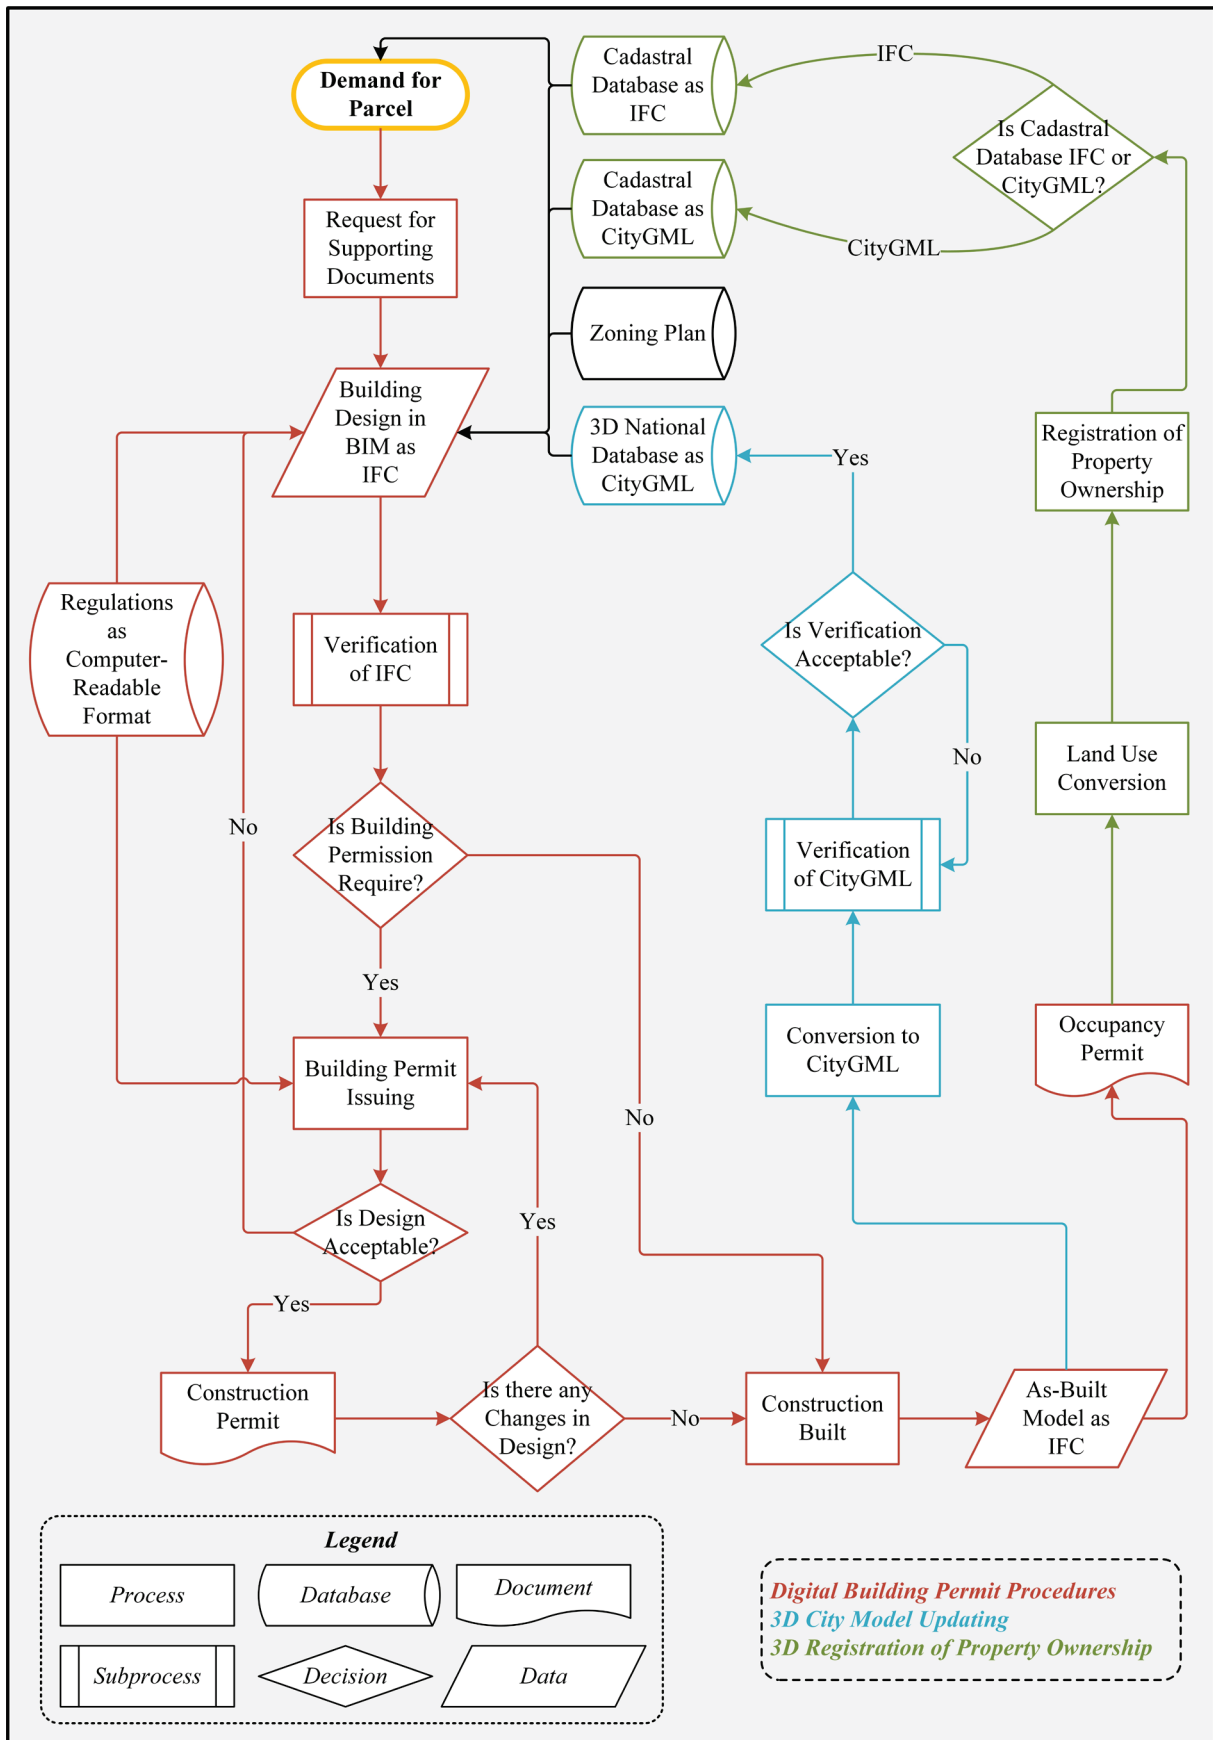 Demand for
Parcel
Request for
Supporting
Documents
Building
Design in
BIM as
IFC
Cadastral
Database as
IFC
Cadastral
Database as
CityGML
Zoning Plan
3D National
Database as
CityGML
IFC
CityGML
Is Cadastral
Database IFC or
CityGML?
Registration of
Property
Ownership
Yes
Regulations
as
Computer-
Readable
Format
Verification
of IFC
Is Verification
Acceptable?
No
Land Use
Conversion
No
Is Building
Permission
Require?
Verification
of CityGML
Yes
Building Permit
Issuing
No
Conversion to
CityGML
Occupancy
Permit
Is Design
Acceptable?
Yes
Yes
Construction
Permit
Is there any
Changes in
Design?
No
Construction
Built
As-Built
Model as
IFC
Legend
Process
Database
Document
Subprocess
Decision
Data
Digital Building Permit Procedures
3D City Model Updating
3D Registration of Property Ownership